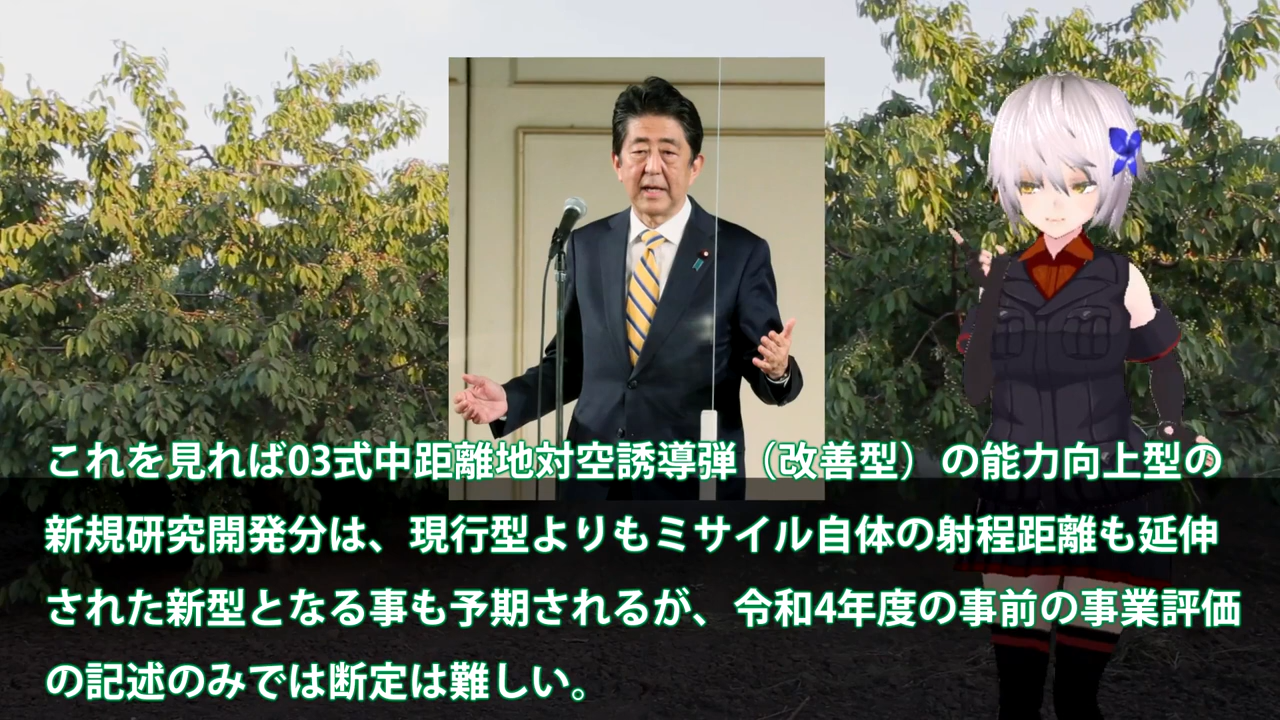 これを見れば03式中距離地対空誘導弾（改善型）の能力向上型の
新規研究開発分は、現行型よりもミサイル自体の射程距離も延伸
された新型となる事も予期されるが、令和4年度の事前の事業評価
の記述のみでは断定は難しい。